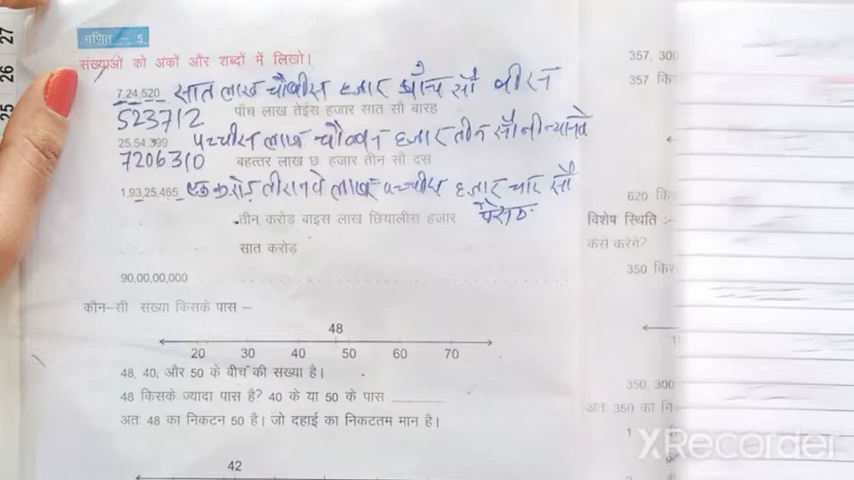 गणित – 5
संख्याओं को अंकों और शब्दों में लिखो।
7,24,520 सात लाख चौबीस हजार पाँच सौ बीस
523712 पाँच लाख तेईस हजार सात सौ बारह
25,54,399 पच्चीस लाख चौव्वन हजार तीन सौ नीन्यानवे
7206310 बहत्तर लाख छ हजार तीन सौ दस
1,93,25,465 एक करोड़ तीरानवे लाख पच्चीस हजार चार सौ पैंसठ
तीन करोड़ बाइस लाख छियालीस हजार
सात करोड़
90,00,00,000
कौन–सी संख्या किसके पास –
48
20 30 40 50 60 70
48, 40, और 50 के बीच की संख्या है।
48 किसके ज्यादा पास है? 40 के या 50 के पास ..................
अतः 48 का निकटन 50 है। जो दहाई का निकटतम मान है।
42
357, 300
357 कि
620 कि
विशेष स्थिति :–
कैसे करेंगे?
350 कि
350, 300
अतः 350 का नि
27
26
25
XRecorder